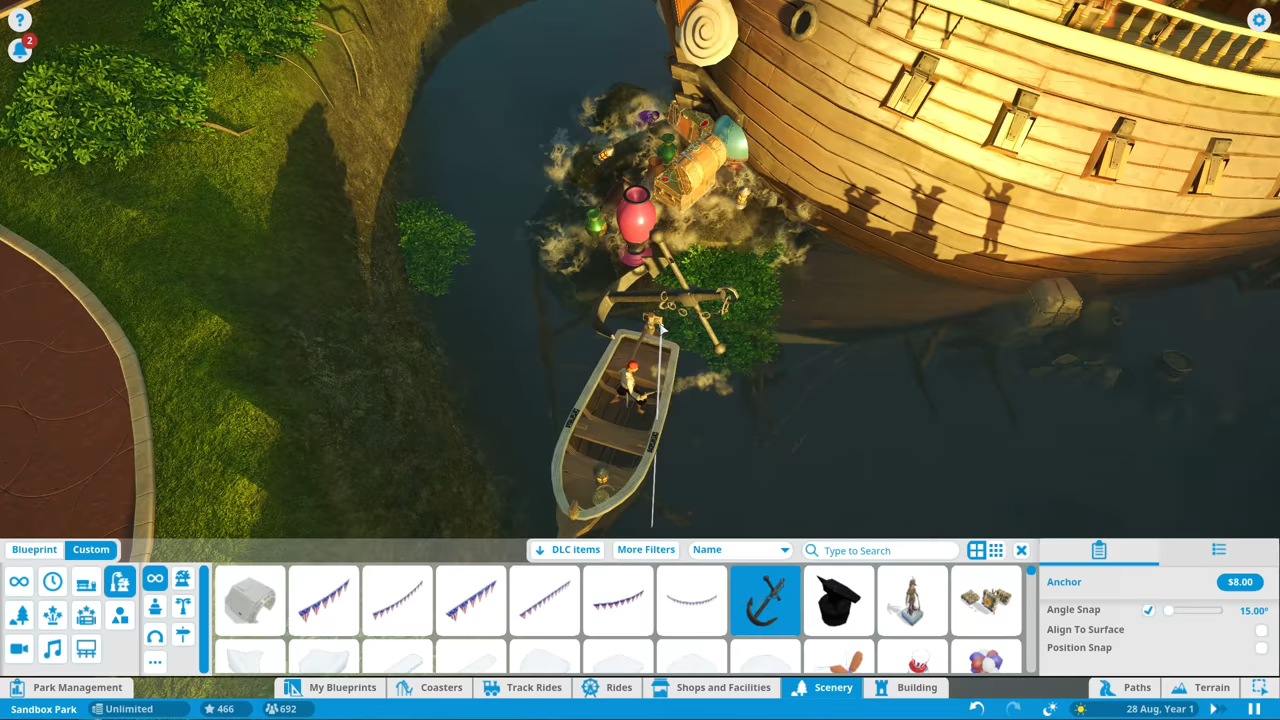 ?
2
Blueprint Custom DLC items More Filters Name Type to Search
Anchor $8.00
Angle Snap 15.00°
Align To Surface
Position Snap
Park Management My Blueprints Coasters Track Rides Rides Shops and Facilities Scenery Building Paths Terrain
Sandbox Park Unlimited 466 692 28 Aug, Year 1